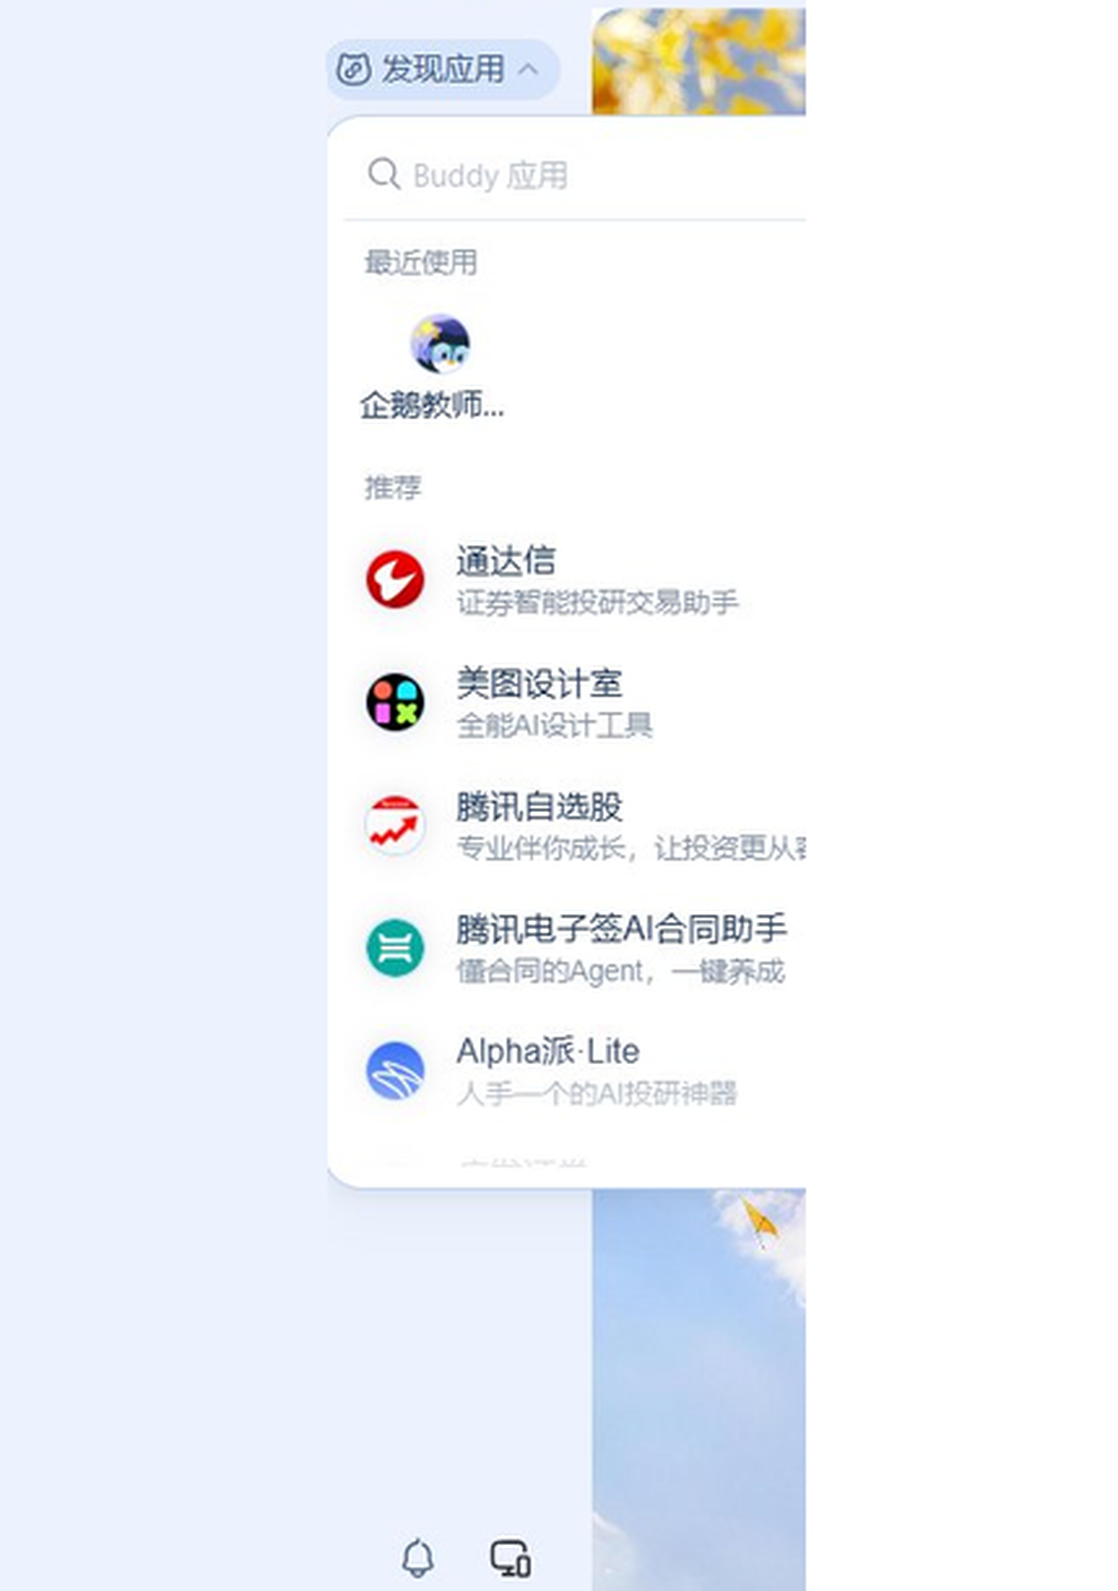 发现应用
Buddy 应用
最近使用
企鹅教师...
推荐
通达信
证券智能投研交易助手
美图设计室
全能AI设计工具
腾讯自选股
专业伴你成长，让投资更从
腾讯电子签AI合同助手
懂合同的Agent，一键养成
Alpha派·Lite
人手一个的AI投研神器